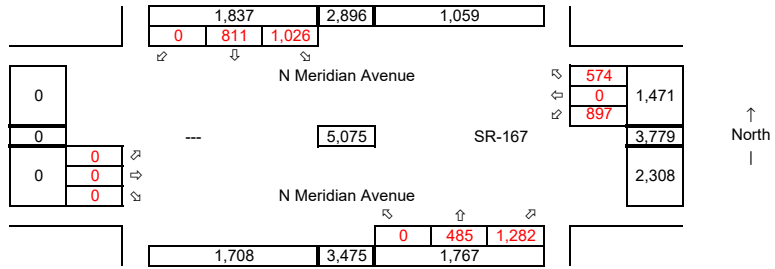 1,837 2,896 1,059
0 811 1,026
⬃ ⇩ ⬂
N Meridian Avenue
⬁ 574
0 ⇦ 0 1,471 ↑
⬃ 897
0 --- 5,075 SR-167 3,779 North
0 ⬀ |
0 0 ⇨ 2,308
0 ⬂ N Meridian Avenue
⬁ ⇧ ⬀
0 485 1,282
1,708 3,475 1,767